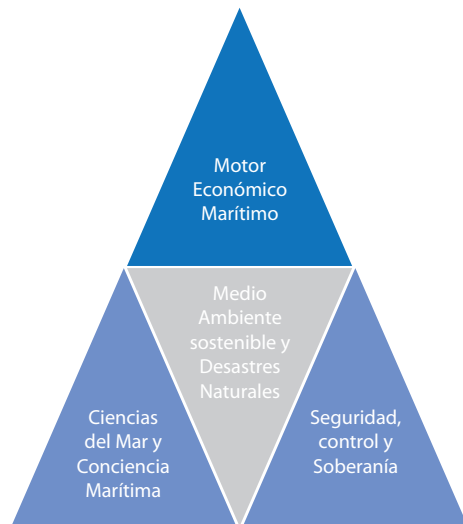 Motor
Económico
Marítimo
Medio
Ambiente
sostenible y
Desastres
Naturales
Ciencias
del Mar y
Conciencia
Marítima
Seguridad,
control y
Soberanía